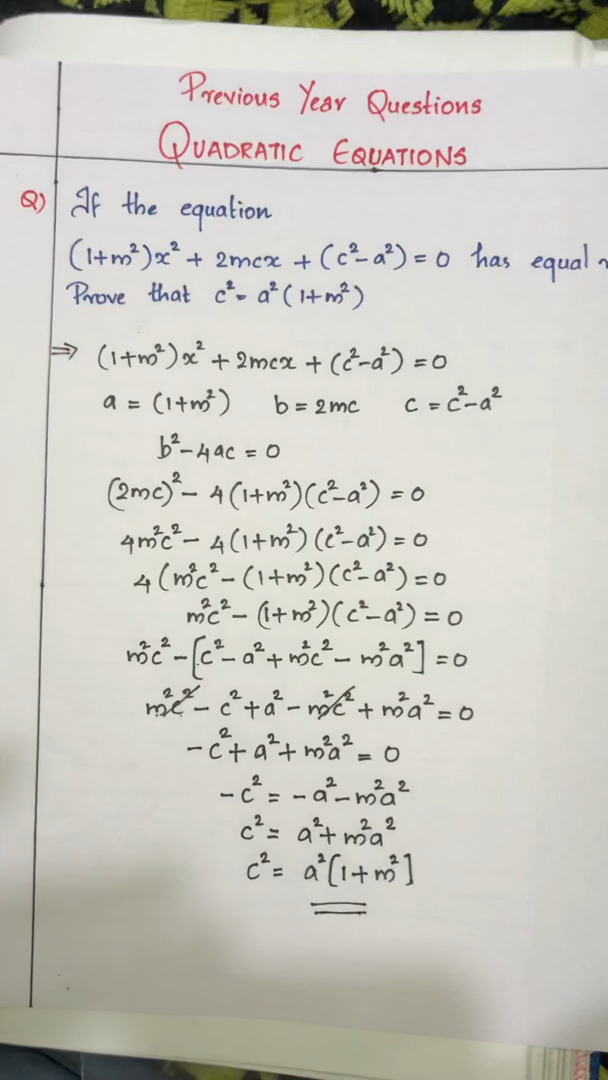 Previous Year Questions
QUADRATIC EQUATIONS
Q) If the equation
(1+m²)x² + 2mcx + (c²-a²) = 0 has equal
Prove that c² = a²(1+m²)
⇒ (1+m²)x² + 2mcx + (c²-a²) = 0
a = (1+m²) b = 2mc c = c²-a²
b²-4ac = 0
(2mc)² - 4(1+m²)(c²-a²) = 0
4m²c² - 4(1+m²)(c²-a²) = 0
4(m²c² - (1+m²)(c²-a²) = 0
m²c² - (1+m²)(c²-a²) = 0
m²c² - [c² - a² + m²c² - m²a²] = 0
m²c² - c² + a² - m²c² + m²a² = 0
-c² + a² + m²a² = 0
-c² = -a² - m²a²
c² = a² + m²a²
c² = a²[1+m²]